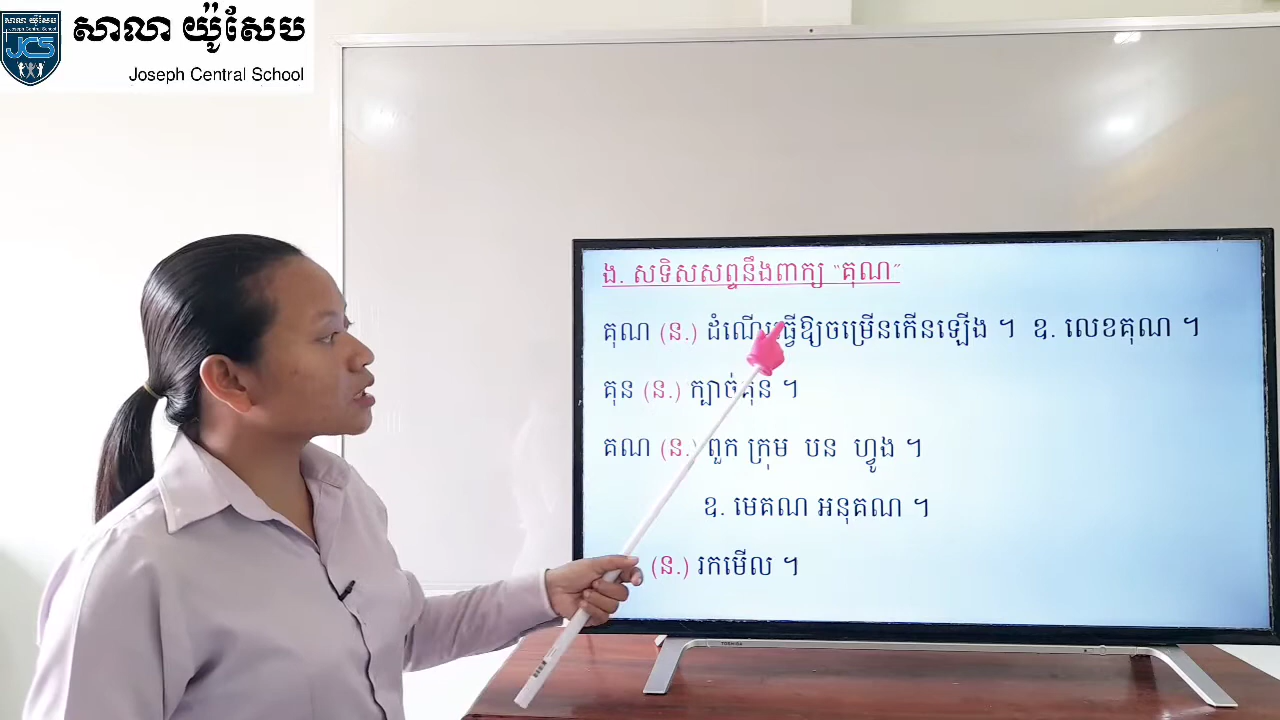 សាលា យ៉ូសែប
Joseph Central School
JCS
ង. សទិសសព្ទនឹងពាក្យ "គុណ"
គុណ (ន.) ដំណើរធ្វើឱ្យចម្រើនកើនឡើង ។ ឧ. លេខគុណ ។
គុន (ន.) ក្បាច់គុន ។
គណ (ន.) ពួក ក្រុម បន ហ្វូង ។
ឧ. មេគណ អនុគណ ។
(ន.) រកមើល ។
TOSHIBA